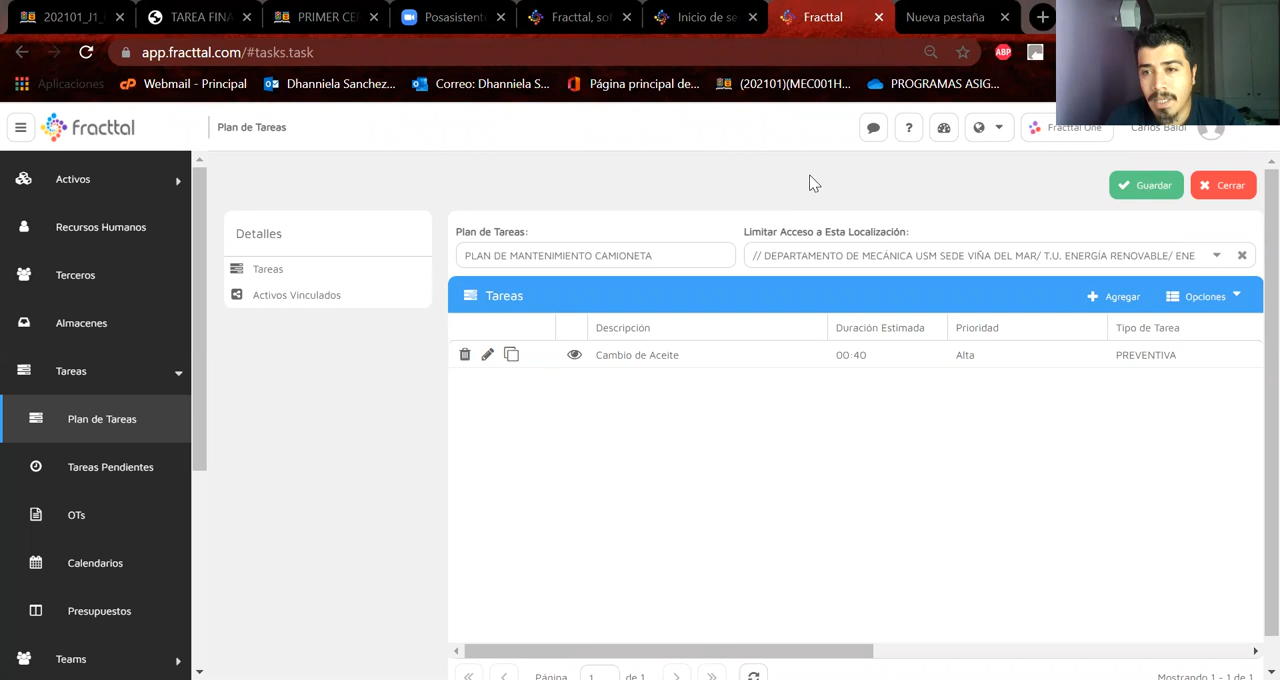 202101_J1_
TAREA FINA
PRIMER CE
Posasistent
Fracttal, sof
Inicio de se
Fracttal
Nueva pestaña
app.fracttal.com/#tasks.task
ABP
Aplicaciones
Webmail - Principal
Dhanniela Sanchez...
Correo: Dhanniela S...
Página principal de...
(202101)(MEC001H...
PROGRAMAS ASIG...
fracttal
Plan de Tareas
?
Fracttal One
Carlos Baldi
Activos
Recursos Humanos
Terceros
Almacenes
Tareas
Plan de Tareas
Tareas Pendientes
OTs
Calendarios
Presupuestos
Teams
Guardar
Cerrar
Detalles
Tareas
Activos Vinculados
Plan de Tareas:
Limitar Acceso a Esta Localización:
PLAN DE MANTENIMIENTO CAMIONETA
// DEPARTAMENTO DE MECÁNICA USM SEDE VIÑA DEL MAR/ T.U. ENERGÍA RENOVABLE/ ENE
Tareas
Agregar
Opciones
Descripción
Duración Estimada
Prioridad
Tipo de Tarea
Cambio de Aceite
00:40
Alta
PREVENTIVA
Página
1
de 1
Mostrando 1 - 1 de 1